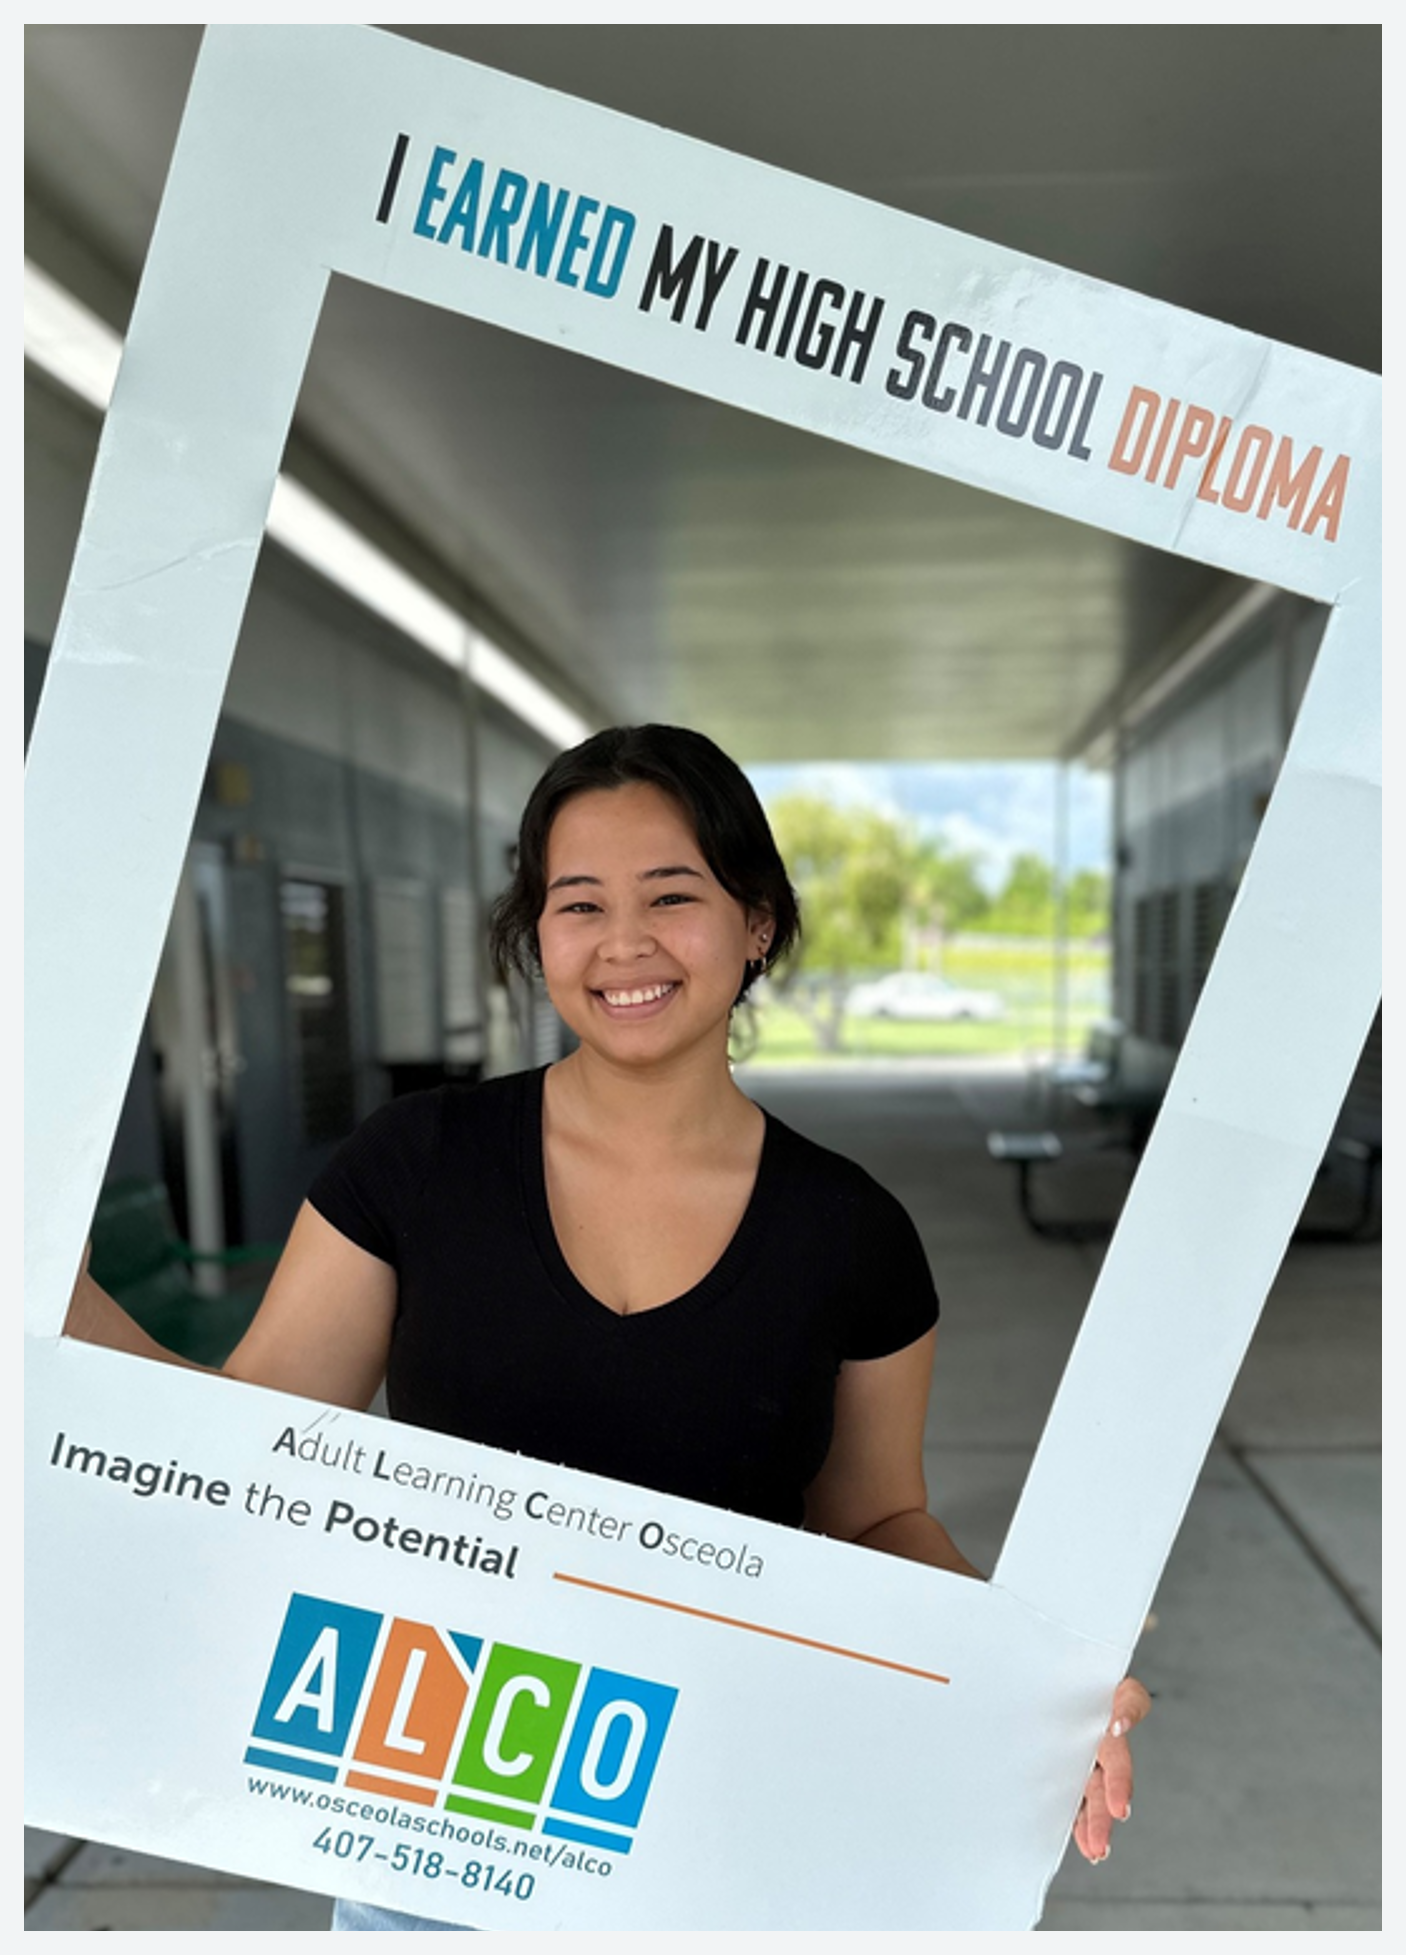 I EARNED MY HIGH SCHOOL DIPLOMA
Adult Learning Center Osceola
Imagine the Potential
ALCO
www.osceolaschools.net/alco
407-518-8140